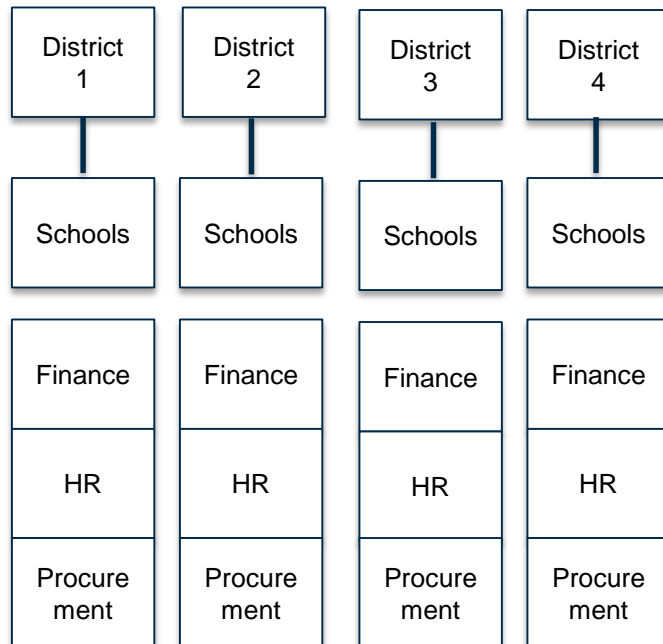 District
1
District
2
District
3
District
4
Schools
Schools
Schools
Schools
Finance
Finance
Finance
Finance
HR
HR
HR
HR
Procure
ment
Procure
ment
Procure
ment
Procure
ment